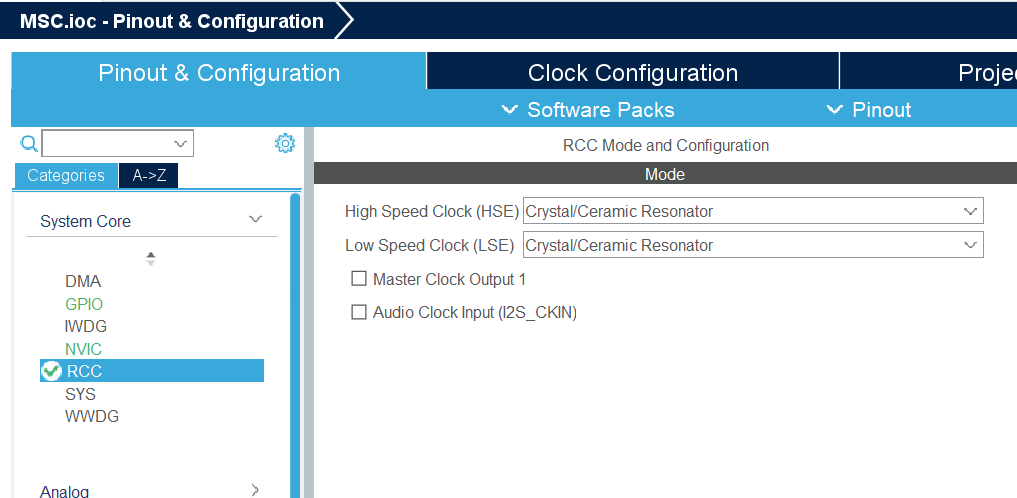 MSC.ioc - Pinout & Configuration
Pinout & Configuration
Clock Configuration
Proje
Software Packs
Pinout
RCC Mode and Configuration
Categories
A->Z
Mode
System Core
High Speed Clock (HSE) Crystal/Ceramic Resonator
Low Speed Clock (LSE) Crystal/Ceramic Resonator
Master Clock Output 1
Audio Clock Input (I2S_CKIN)
DMA
GPIO
IWDG
NVIC
RCC
SYS
WWDG
Analog